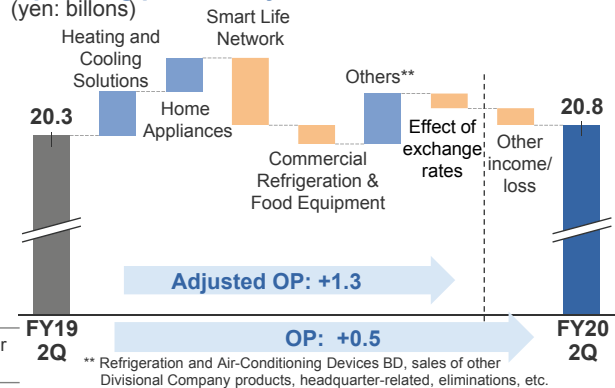 (yen: billons)
Smart Life
Network
Heating and
Cooling
Solutions
Others**
20.3
20.8
Home
Appliances
Effect of
exchange
rates
Other
income/
loss
Commercial
Refrigeration &
Food Equipment
Adjusted OP: +1.3
FY19
2Q
OP: +0.5
FY20
2Q
r
** Refrigeration and Air-Conditioning Devices BD, sales of other
Divisional Company products, headquarter-related, eliminations, etc.